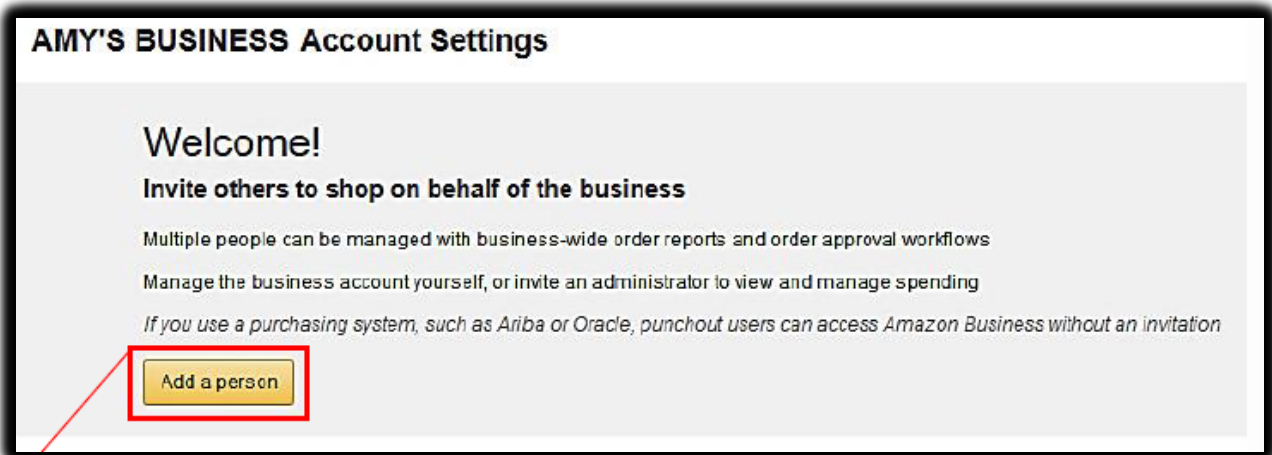 AMY'S BUSINESS Account Settings
Welcome!
Invite others to shop on behalf of the business
Multiple people can be managed with business-wide order reports and order approval workflows
Manage the business account yourself, or invite an administrator to view and manage spending
If you use a purchasing system, such as Ariba or Oracle, punchout users can access Amazon Business without an invitation
Add a person